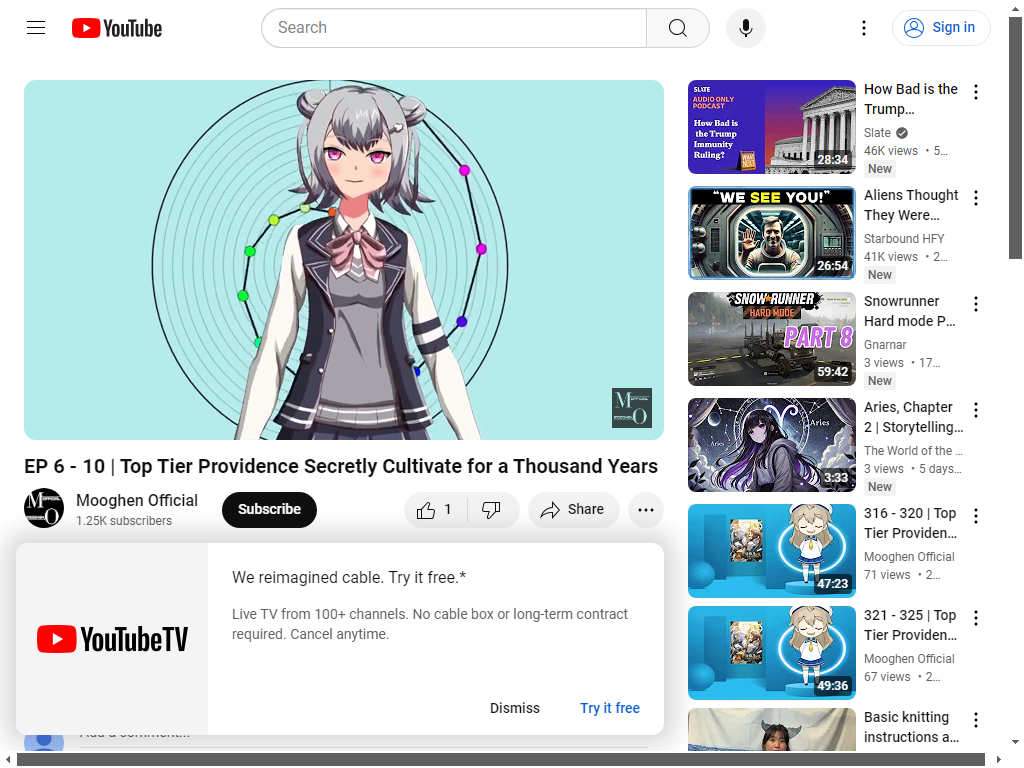 YouTube
Search
Sign in
MOFFICIAL
MOOGHEN O
EP 6 - 10 | Top Tier Providence Secretly Cultivate for a Thousand Years
Mooghen Official
1.25K subscribers
Subscribe
1
Share
We reimagined cable. Try it free.*
Live TV from 100+ channels. No cable box or long-term contract
required. Cancel anytime.
YouTubeTV
Dismiss
Try it free
Add a comment...
SLATE
AUDIO ONLY
PODCAST
How Bad is
the Trump
Immunity
Ruling?
WHAT NEXT
28:34
How Bad is the
Trump…
Slate
46K views • 5…
New
"WE SEE YOU!"
26:54
Aliens Thought
They Were…
Starbound HFY
41K views • 2…
New
SNOWRUNNER
HARD MODE
PART 8
59:42
Snowrunner
Hard mode P…
Gnarnar
3 views • 17…
New
Aries
Aries
3:33
Aries, Chapter
2 | Storytelling…
The World of the …
3 views • 5 days…
New
47:23
316 - 320 | Top
Tier Providen…
Mooghen Official
71 views • 2…
49:36
321 - 325 | Top
Tier Providen…
Mooghen Official
67 views • 2…
Basic knitting
instructions a…